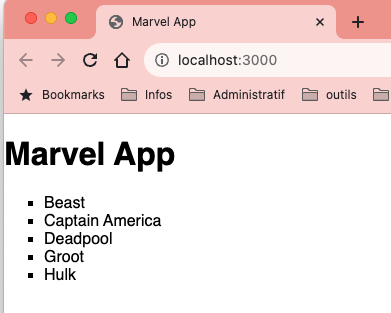 Marvel App
localhost:3000
Bookmarks Infos Administratif outils
Marvel App
Beast
Captain America
Deadpool
Groot
Hulk